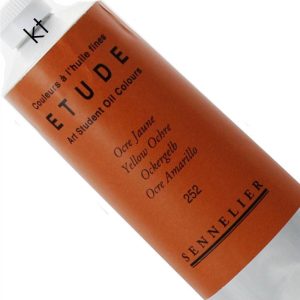 kt
Couleurs à l'huile fines
ETUDE
Art Student Oil Colours
Ocre Jaune
Yellow Ochre
Ockergelb
Ocre Amarillo
252
SENNELIER